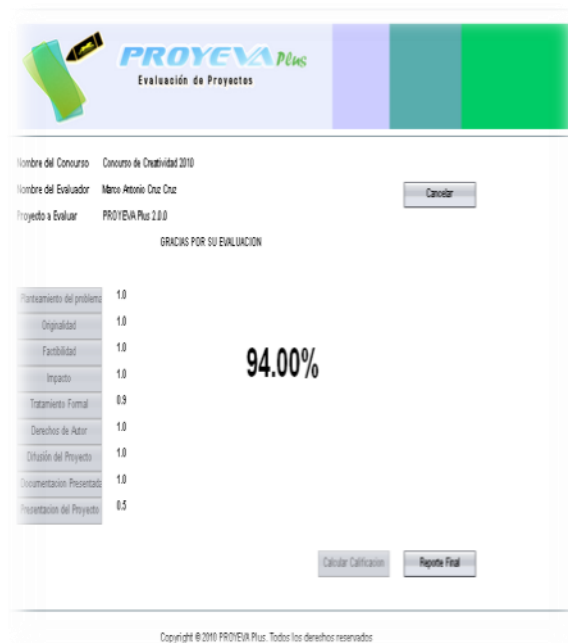 PROYEVA Plus
Evaluación de Proyectos
Nombre del Concurso Concurso de Creatividad 2010
Nombre del Evaluador Marco Antonio Cruz Cruz
Cancelar
Proyecto a Evaluar PROYEVA Plus 2.0.0
GRACIAS POR SU EVALUACION
Planteamiento del problema 1.0
Originalidad 1.0
Factibilidad 1.0
94.00%
Impacto 1.0
Tratamiento Formal 0.9
Derechos de Autor 1.0
Difusión del Proyecto 1.0
Documentacion Presentada 1.0
Presentacion del Proyecto 0.5
Calcular Calificacion Reporte Final
Copyright © 2010 PROYEVA Plus. Todos los derechos reservados